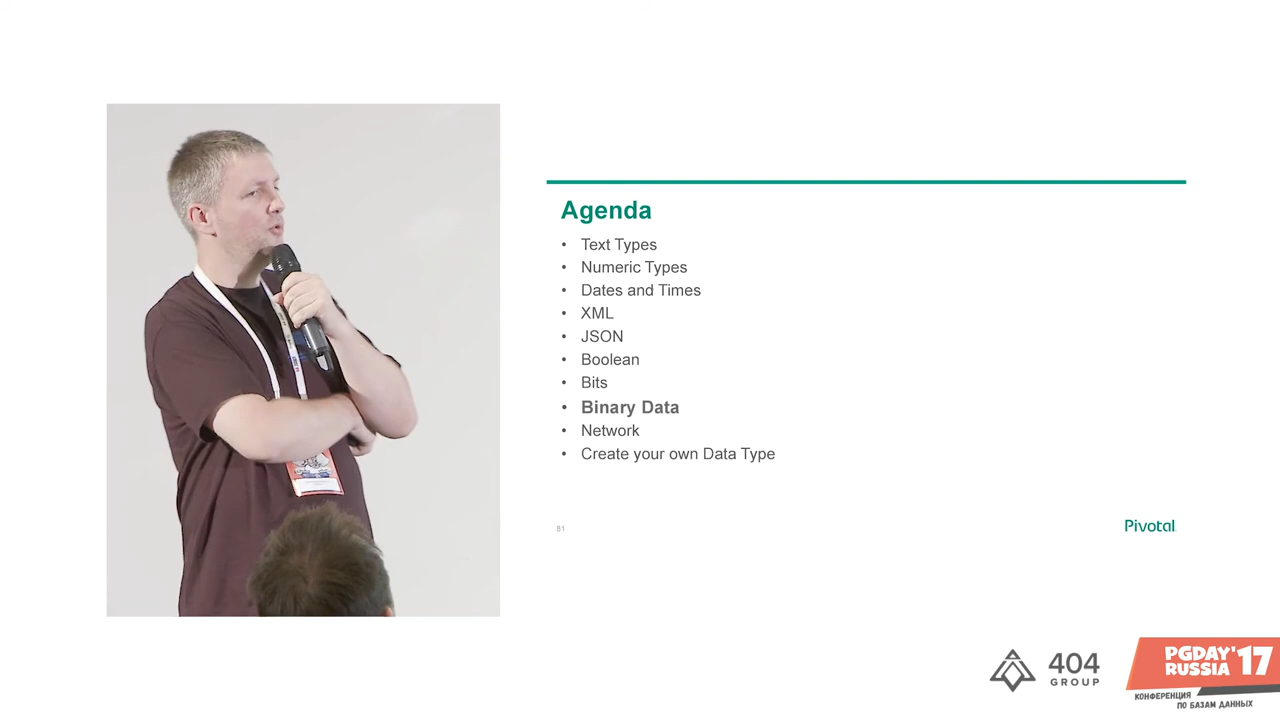 Agenda
• Text Types
• Numeric Types
• Dates and Times
• XML
• JSON
• Boolean
• Bits
• Binary Data
• Network
• Create your own Data Type
81
Pivotal
404
GROUP
PGDAY'17
RUSSIA
КОНФЕРЕНЦИЯ
ПО БАЗАМ ДАННЫХ